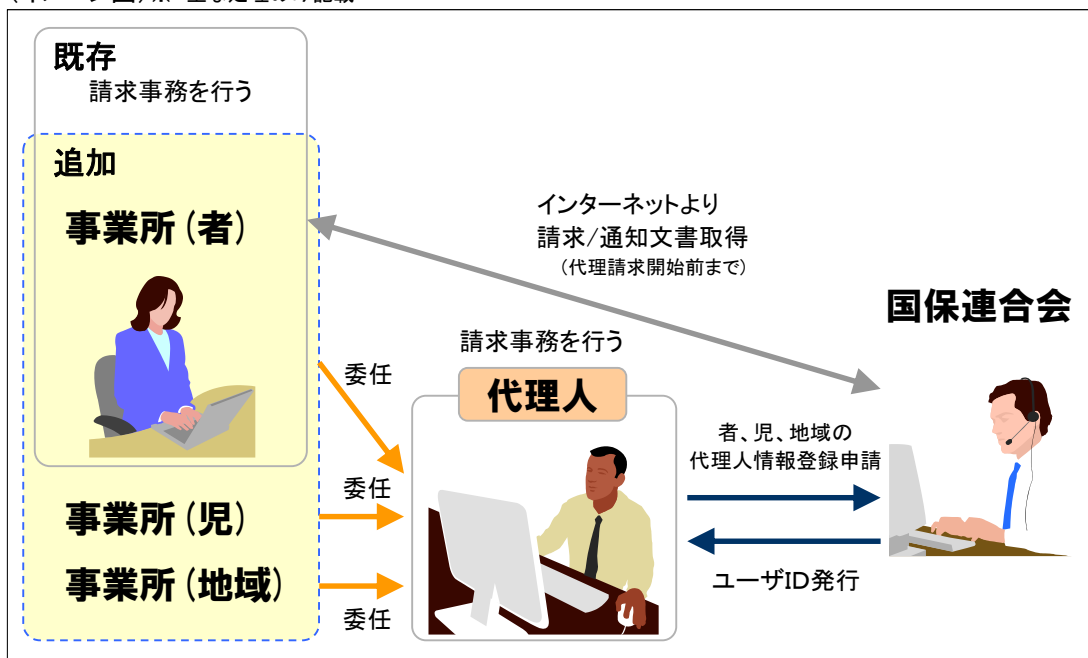 既存
請求事務を行う
追加
事業所(者)
インターネットより
請求/通知文書取得
(代理請求開始前まで)
国保連合会
請求事務を行う
代理人
委任
者、児、地域の
代理人情報登録申請
委任
事業所(児)
事業所(地域)
ユーザID発行
委任